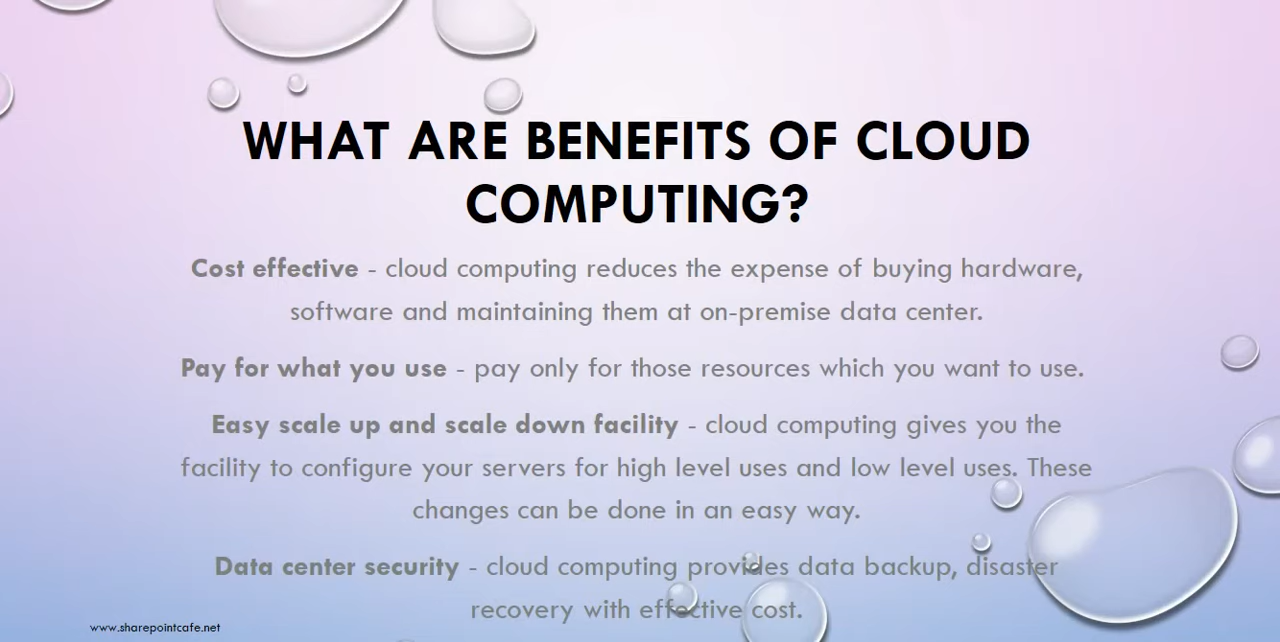 WHAT ARE BENEFITS OF CLOUD
COMPUTING?
Cost effective - cloud computing reduces the expense of buying hardware,
software and maintaining them at on-premise data center.
Pay for what you use - pay only for those resources which you want to use.
Easy scale up and scale down facility - cloud computing gives you the
facility to configure your servers for high level uses and low level uses. These
changes can be done in an easy way.
Data center security - cloud computing provides data backup, disaster
recovery with effective cost.
www.sharepointcafe.net